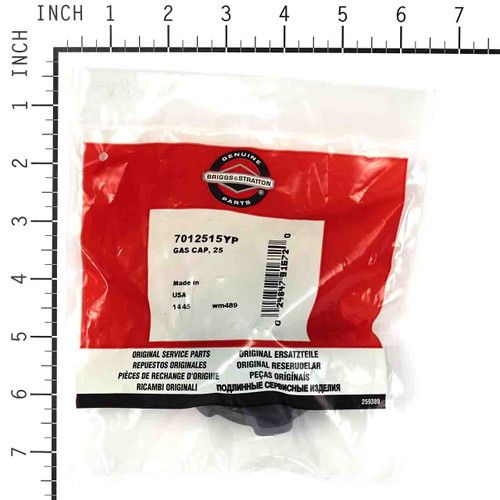 INCH 1 2 3 4 5 6 7
INCH
1
2
3
4
5
6
7
GENUINE
BRIGGS & STRATTON
®
PARTS
7012515YP
GAS CAP, 25
Made in
USA
1445 wm489
ORIGINAL SERVICE PARTS ORIGINAL ERSATZTEILE
REPUESTOS ORIGINALES ORIGINAL RESERUDELAR
PIÈCES DE RECHANGE D'ORIGINE PEÇAS ORÍGINAÍS
RICAMBI ORIGINALI ПОДЛИННЫЕ СЕРВИСНЫЕ ИЗДЕЛИЯ
259389